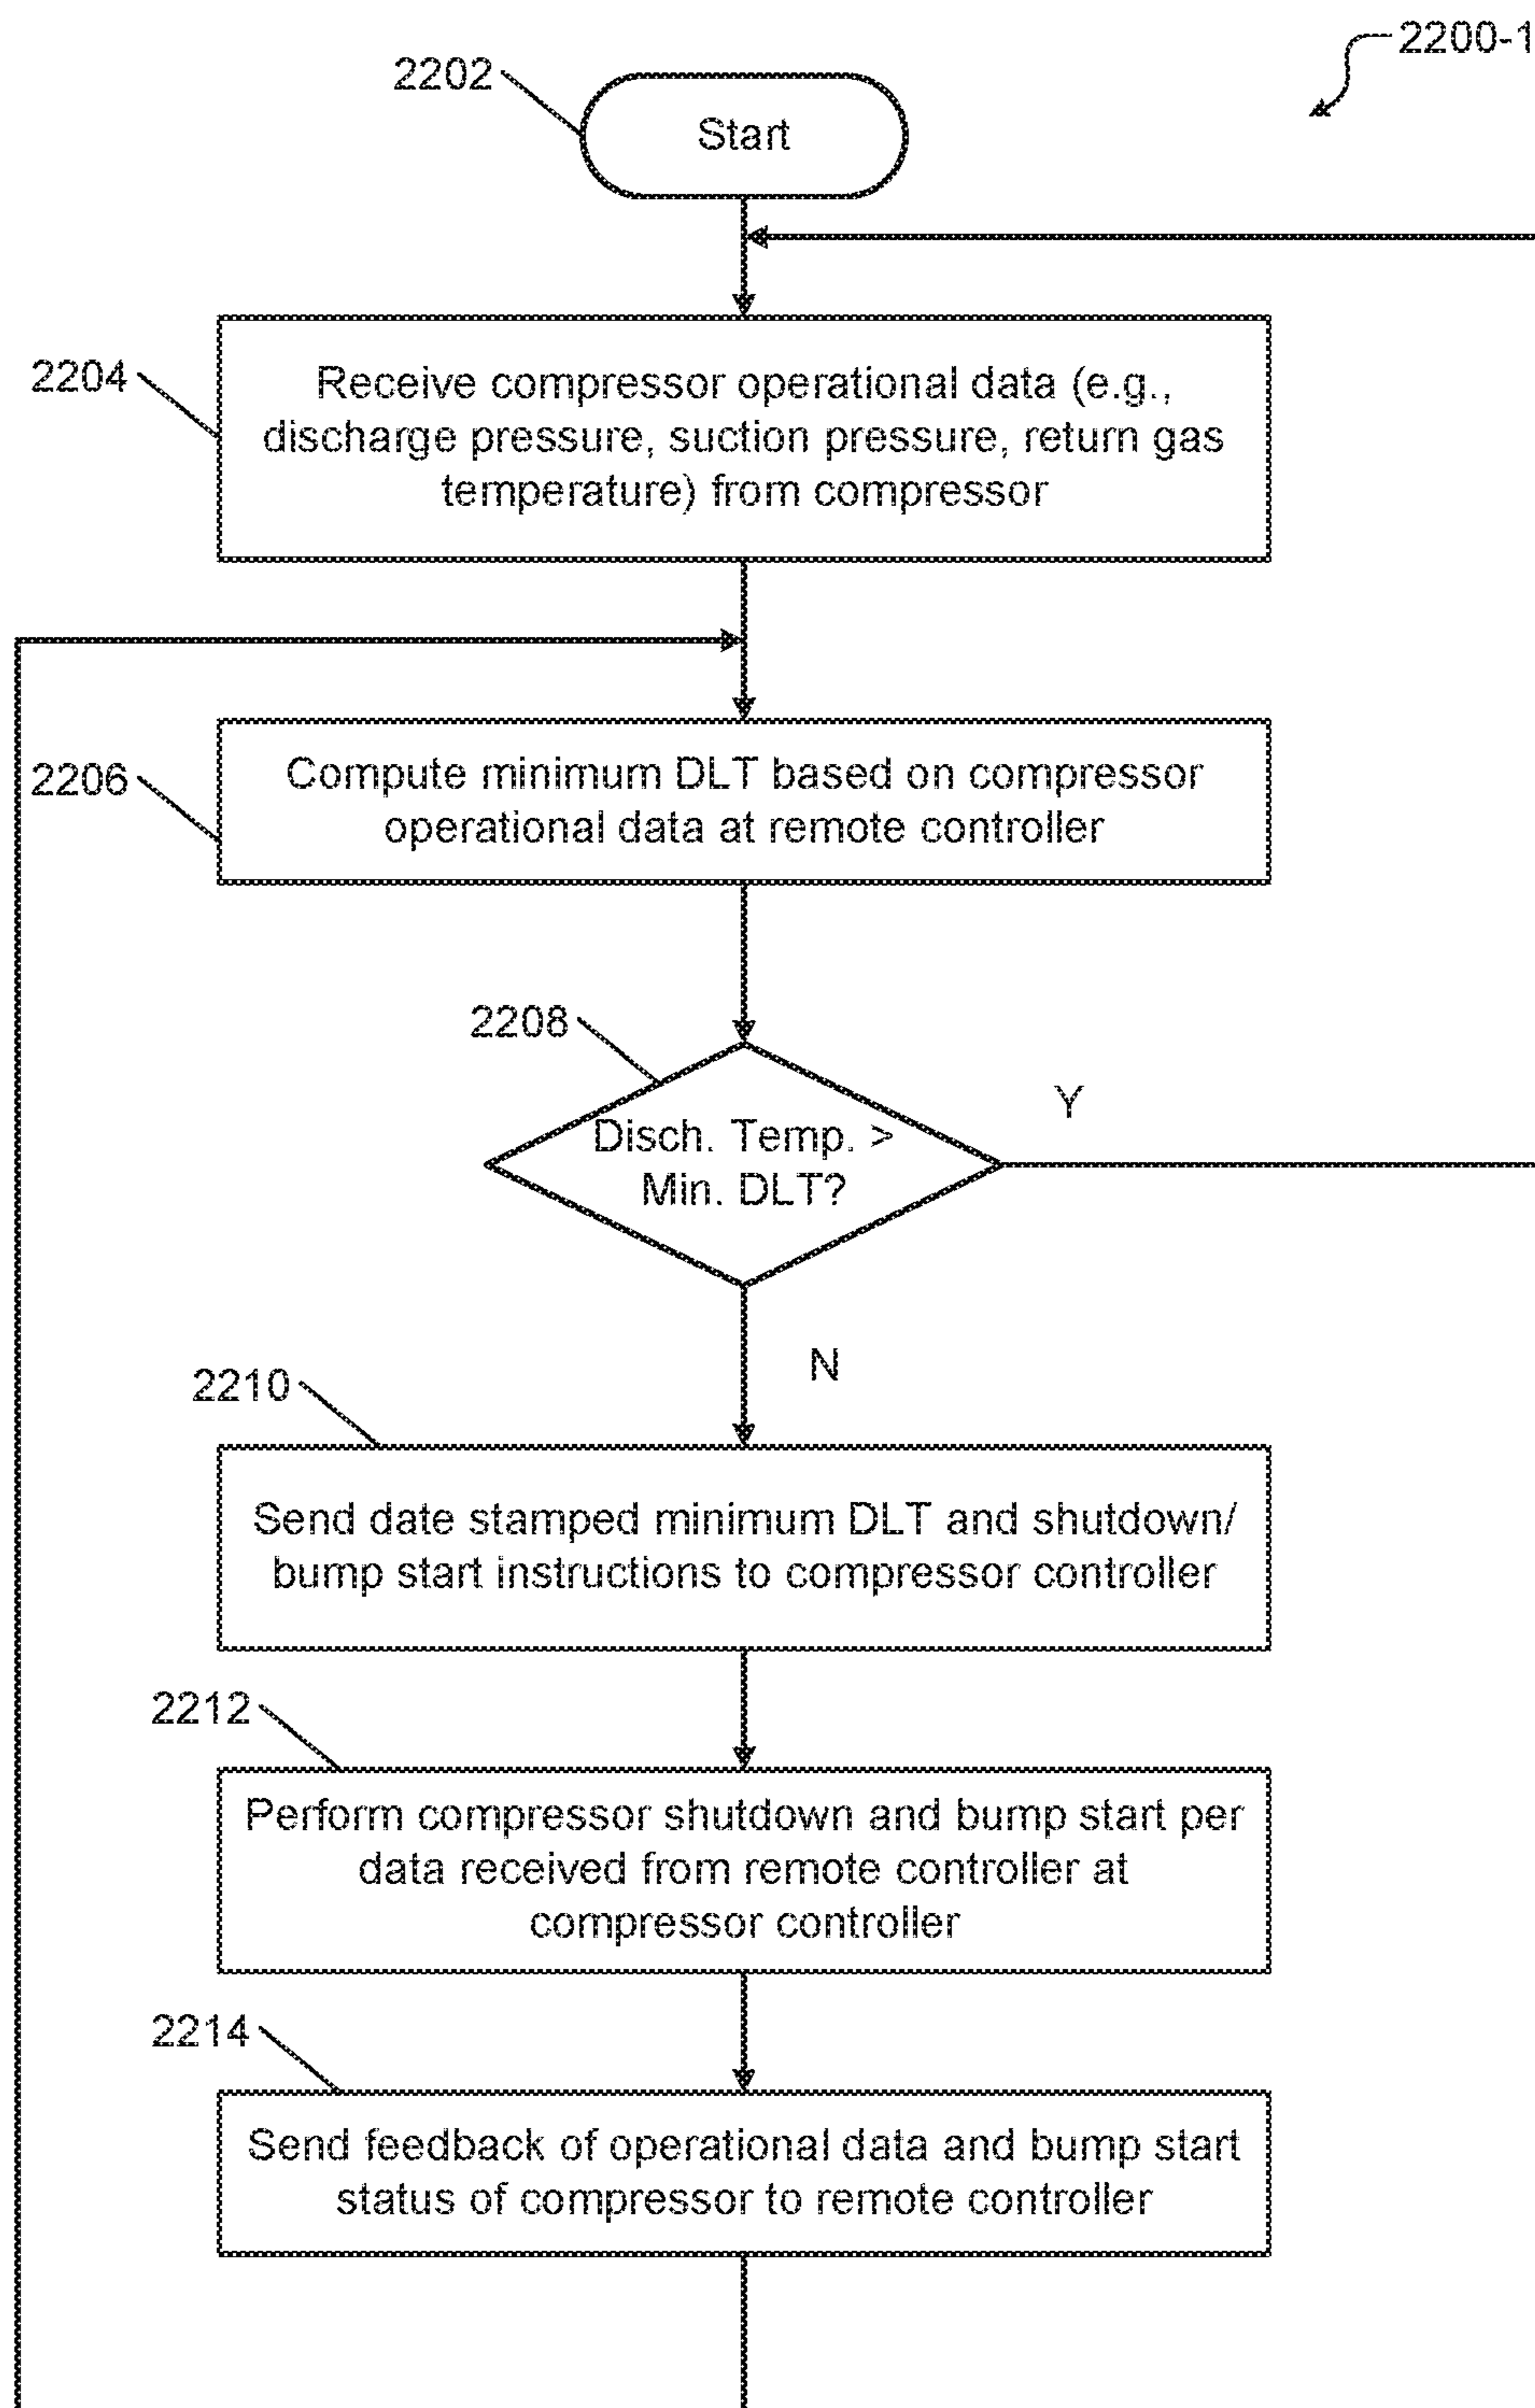 2200-1
2202
Start
2204
Receive compressor operational data (e.g.,
discharge pressure, suction pressure, return gas
temperature) from compressor
2206
Compute minimum DLT based on compressor
operational data at remote controller
2208
Disch. Temp. >
Min. DLT?
Y
N
2210
Send date stamped minimum DLT and shutdown/
bump start instructions to compressor controller
2212
Perform compressor shutdown and bump start per
data received from remote controller at
compressor controller
2214
Send feedback of operational data and bump start
status of compressor to remote controller